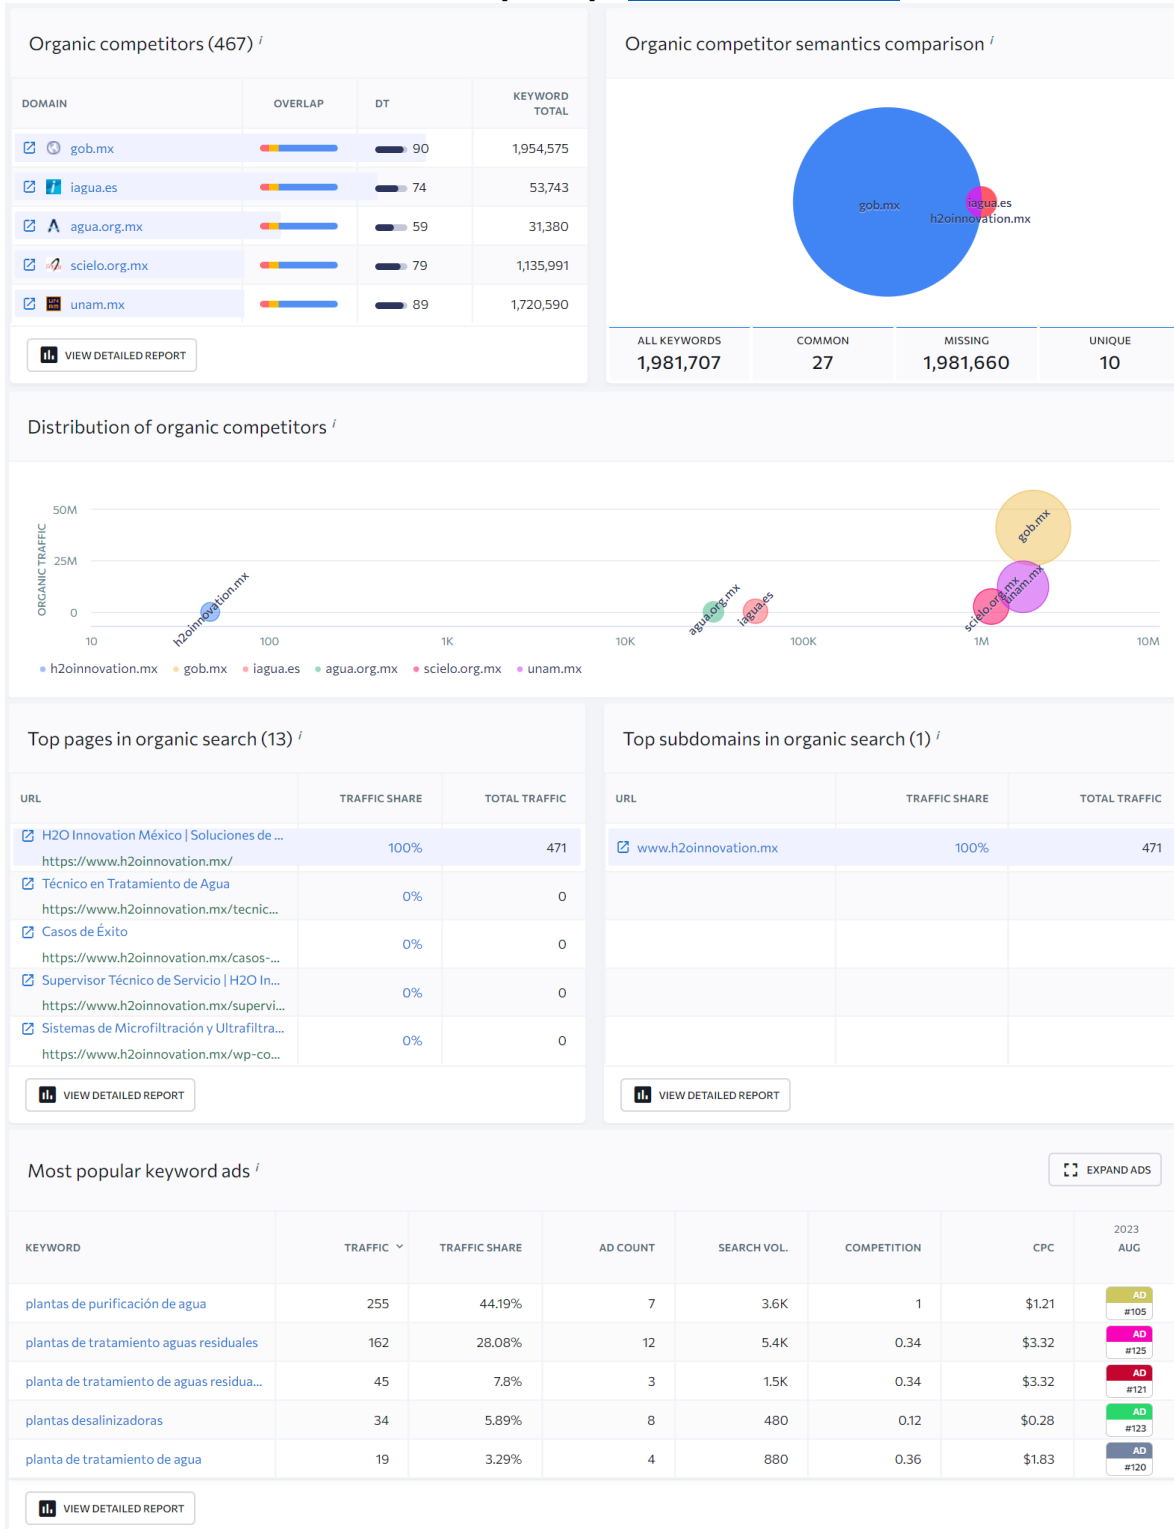 Organic competitors (467) i
DOMAIN OVERLAP DT KEYWORD TOTAL
gob.mx 90 1,954,575
iagua.es 74 53,743
agua.org.mx 59 31,380
scielo.org.mx 79 1,135,991
unam.mx 89 1,720,590
VIEW DETAILED REPORT
Organic competitor semantics comparison i
gob.mx
iagua.es
h2oinnovation.mx
ALL KEYWORDS COMMON MISSING UNIQUE
1,981,707 27 1,981,660 10
Distribution of organic competitors i
ORGANIC TRAFFIC
50M
25M
0
h2oinnovation.mx agua.org.mx iagua.es scielo.org.mx unam.mx gob.mx
10 100 1K 10K 100K 1M 10M
h2oinnovation.mx gob.mx iagua.es agua.org.mx scielo.org.mx unam.mx
Top pages in organic search (13) i
URL TRAFFIC SHARE TOTAL TRAFFIC
H2O Innovation México | Soluciones de ...
https://www.h2oinnovation.mx/
100% 471
Técnico en Tratamiento de Agua
https://www.h2oinnovation.mx/tecnic...
0% 0
Casos de Éxito
https://www.h2oinnovation.mx/casos-...
0% 0
Supervisor Técnico de Servicio | H2O In...
https://www.h2oinnovation.mx/supervi...
0% 0
Sistemas de Microfiltración y Ultrafiltra...
https://www.h2oinnovation.mx/wp-co...
0% 0
VIEW DETAILED REPORT
Top subdomains in organic search (1) i
URL TRAFFIC SHARE TOTAL TRAFFIC
www.h2oinnovation.mx 100% 471
VIEW DETAILED REPORT
Most popular keyword ads i
EXPAND ADS
KEYWORD TRAFFIC TRAFFIC SHARE AD COUNT SEARCH VOL. COMPETITION CPC 2023 AUG
plantas de purificación de agua 255 44.19% 7 3.6K 1 $1.21 AD #105
plantas de tratamiento aguas residuales 162 28.08% 12 5.4K 0.34 $3.32 AD #125
planta de tratamiento de aguas residua... 45 7.8% 3 1.5K 0.34 $3.32 AD #121
plantas desalinizadoras 34 5.89% 8 480 0.12 $0.28 AD #123
planta de tratamiento de agua 19 3.29% 4 880 0.36 $1.83 AD #120
VIEW DETAILED REPORT